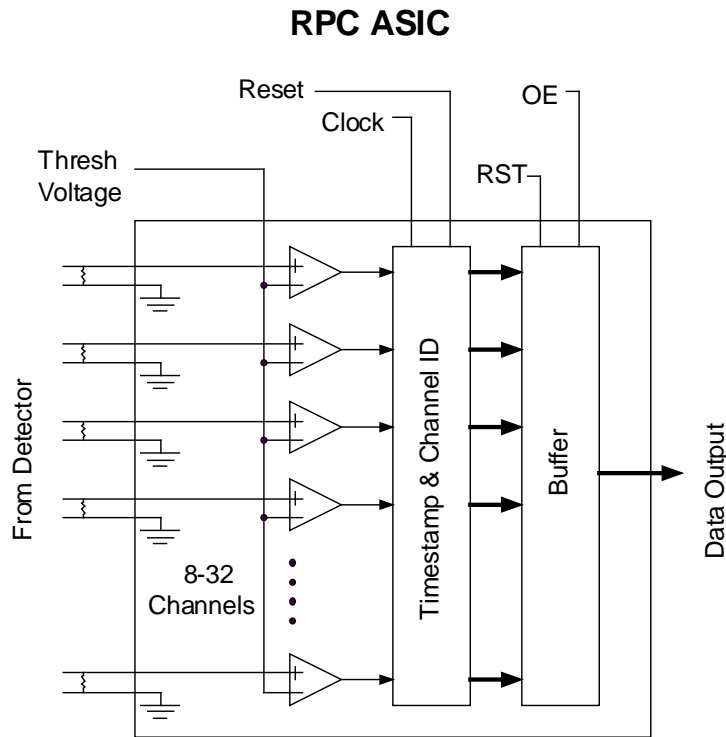 RPC ASIC
Reset
OE
Clock
Thresh
Voltage
RST
From Detector
8-32
Channels
Timestamp & Channel ID
Buffer
Data Output